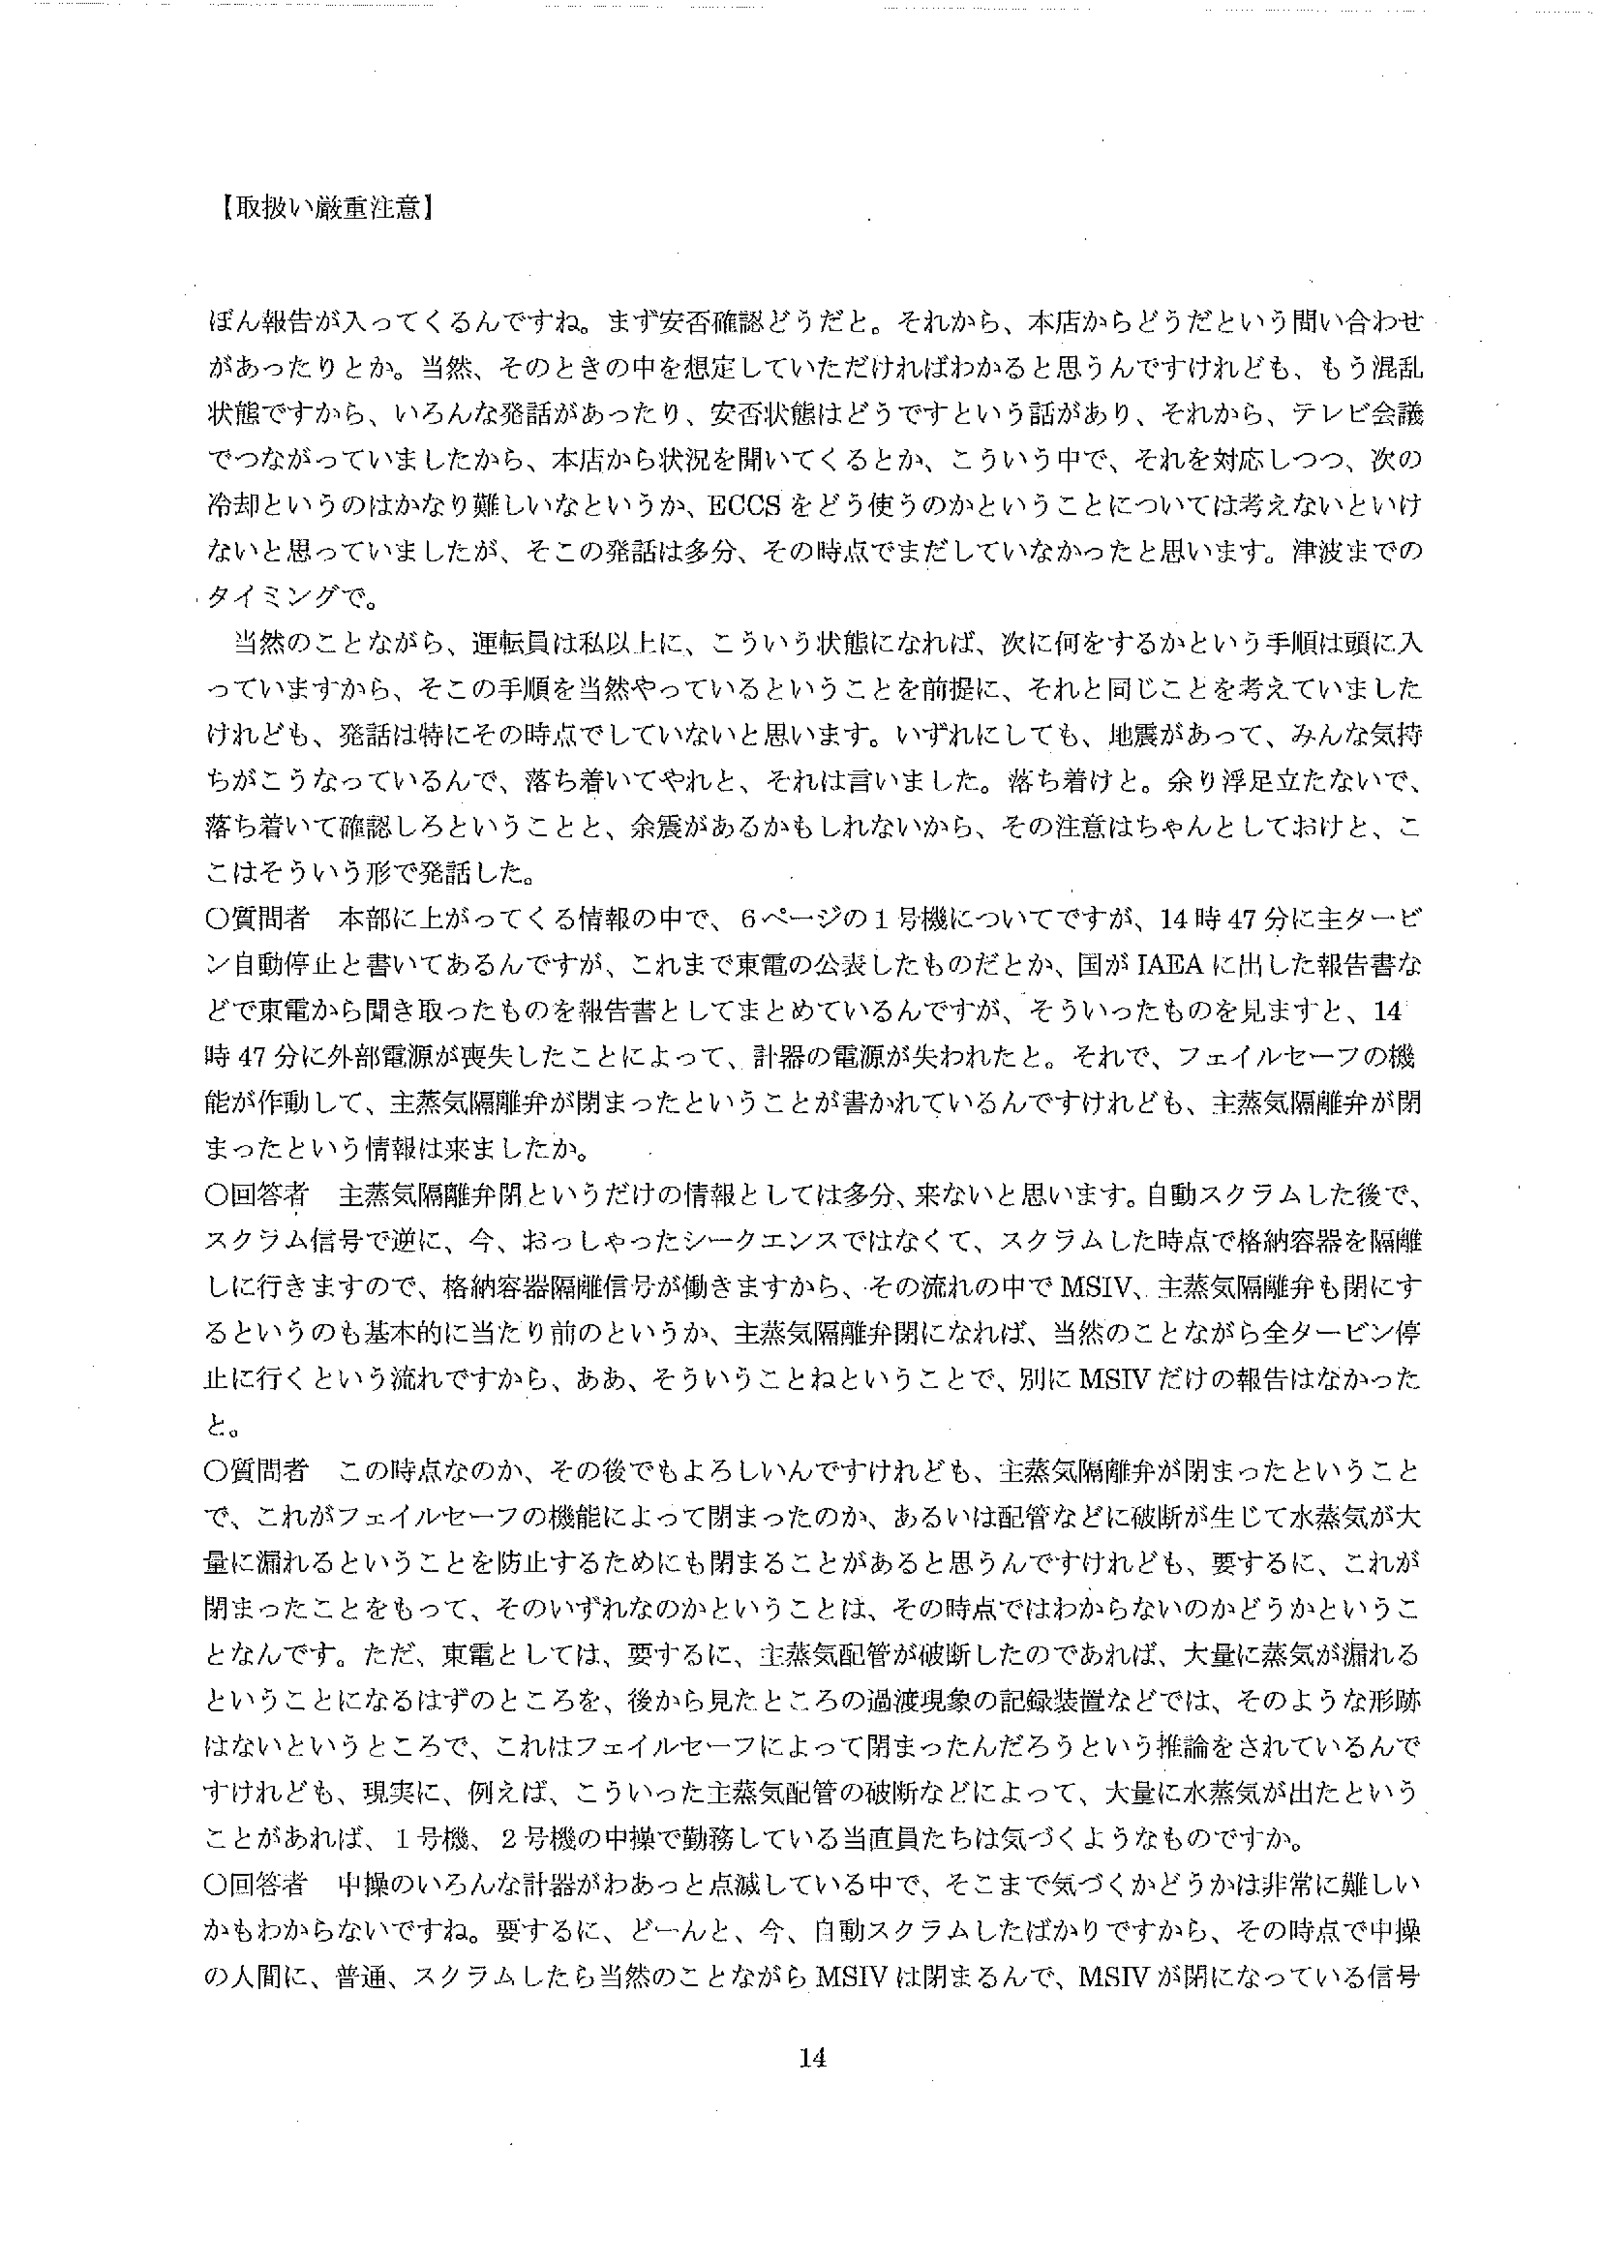 【取扱い厳重注意】
ぽん報告が入ってくるんですね。まず安否確認どうだと。それから、本店からどうだという問い合わせ
があったりとか。当然、そのときの中を想定していただければわかると思うんですけれども、もう混乱
状態ですから、いろんな発話があったり、安否状態はどうですという話があり、それから、テレビ会議
でつながっていましたから、本店から状況を聞いてくるとか、こういう中で、それを対応しつつ、次の
冷却というのはかなり難しいなというか、ECCS をどう使うのかということについては考えないといけ
ないと思っていましたが、そこの発話は多分、その時点でまだしていなかったと思います。津波までの
タイミングで。
当然のことながら、運転員は私以上に、こういう状態になれば、次に何をするかという手順は頭に入
っていますから、そこの手順を当然やっているということを前提に、それと同じことを考えていました
けれども、発話は特にその時点でしていないと思います。いずれにしても、地震があって、みんな気持
ちがこうなっているんで、落ち着いてやれと、それは言いました。落ち着けと。余り浮足立たないで、
落ち着いて確認しろということと、余震があるかもしれないから、その注意はちゃんとしておけと、こ
こはそういう形で発話した。
○質問者　本部に上がってくる情報の中で、6ページの1号機についてですが、14 時 47 分に主タービ
ン自動停止と書いてあるんですが、これまで東電の公表したものだとか、国が IAEA に出した報告書な
どで東電から聞き取ったものを報告書としてまとめているんですが、そういったものを見ますと、14
時 47 分に外部電源が喪失したことによって、計器の電源が失われたと。それで、フェイルセーフの機
能が作動して、主蒸気隔離弁が閉まったということが書かれているんですけれども、主蒸気隔離弁が閉
まったという情報は来ましたか。
○回答者　主蒸気隔離弁閉というだけの情報としては多分、来ないと思います。自動スクラムした後で、
スクラム信号で逆に、今、おっしゃったシークエンスではなくて、スクラムした時点で格納容器を隔離
しに行きますので、格納容器隔離信号が働きますから、その流れの中で MSIV、主蒸気隔離弁も閉にす
るというのも基本的に当たり前のというか、主蒸気隔離弁閉になれば、当然のことながら全タービン停
止に行くという流れですから、ああ、そういうことねということで、別に MSIV だけの報告はなかった
と。
○質問者　この時点なのか、その後でもよろしいんですけれども、主蒸気隔離弁が閉まったということ
で、これがフェイルセーフの機能によって閉まったのか、あるいは配管などに破断が生じて水蒸気が大
量に漏れるということを防止するためにも閉まることがあると思うんですけれども、要するに、これが
閉まったことをもって、そのいずれなのかということは、その時点ではわからないのかどうかというこ
となんです。ただ、東電としては、要するに、主蒸気配管が破断したのであれば、大量に蒸気が漏れる
ということになるはずのところを、後から見たところの過渡現象の記録装置などでは、そのような形跡
はないというところで、これはフェイルセーフによって閉まったんだろうという推論をされているんで
すけれども、現実に、例えば、こういった主蒸気配管の破断などによって、大量に水蒸気が出たという
ことがあれば、1号機、2号機の中操で勤務している当直員たちは気づくようなものですか。
○回答者　中操のいろんな計器がわあっと点滅している中で、そこまで気づくかどうかは非常に難しい
かもわからないですね。要するに、どーんと、今、自動スクラムしたばかりですから、その時点で中操
の人間に、普通、スクラムしたら当然のことながら MSIV は閉まるんで、MSIV が閉になっている信号
14